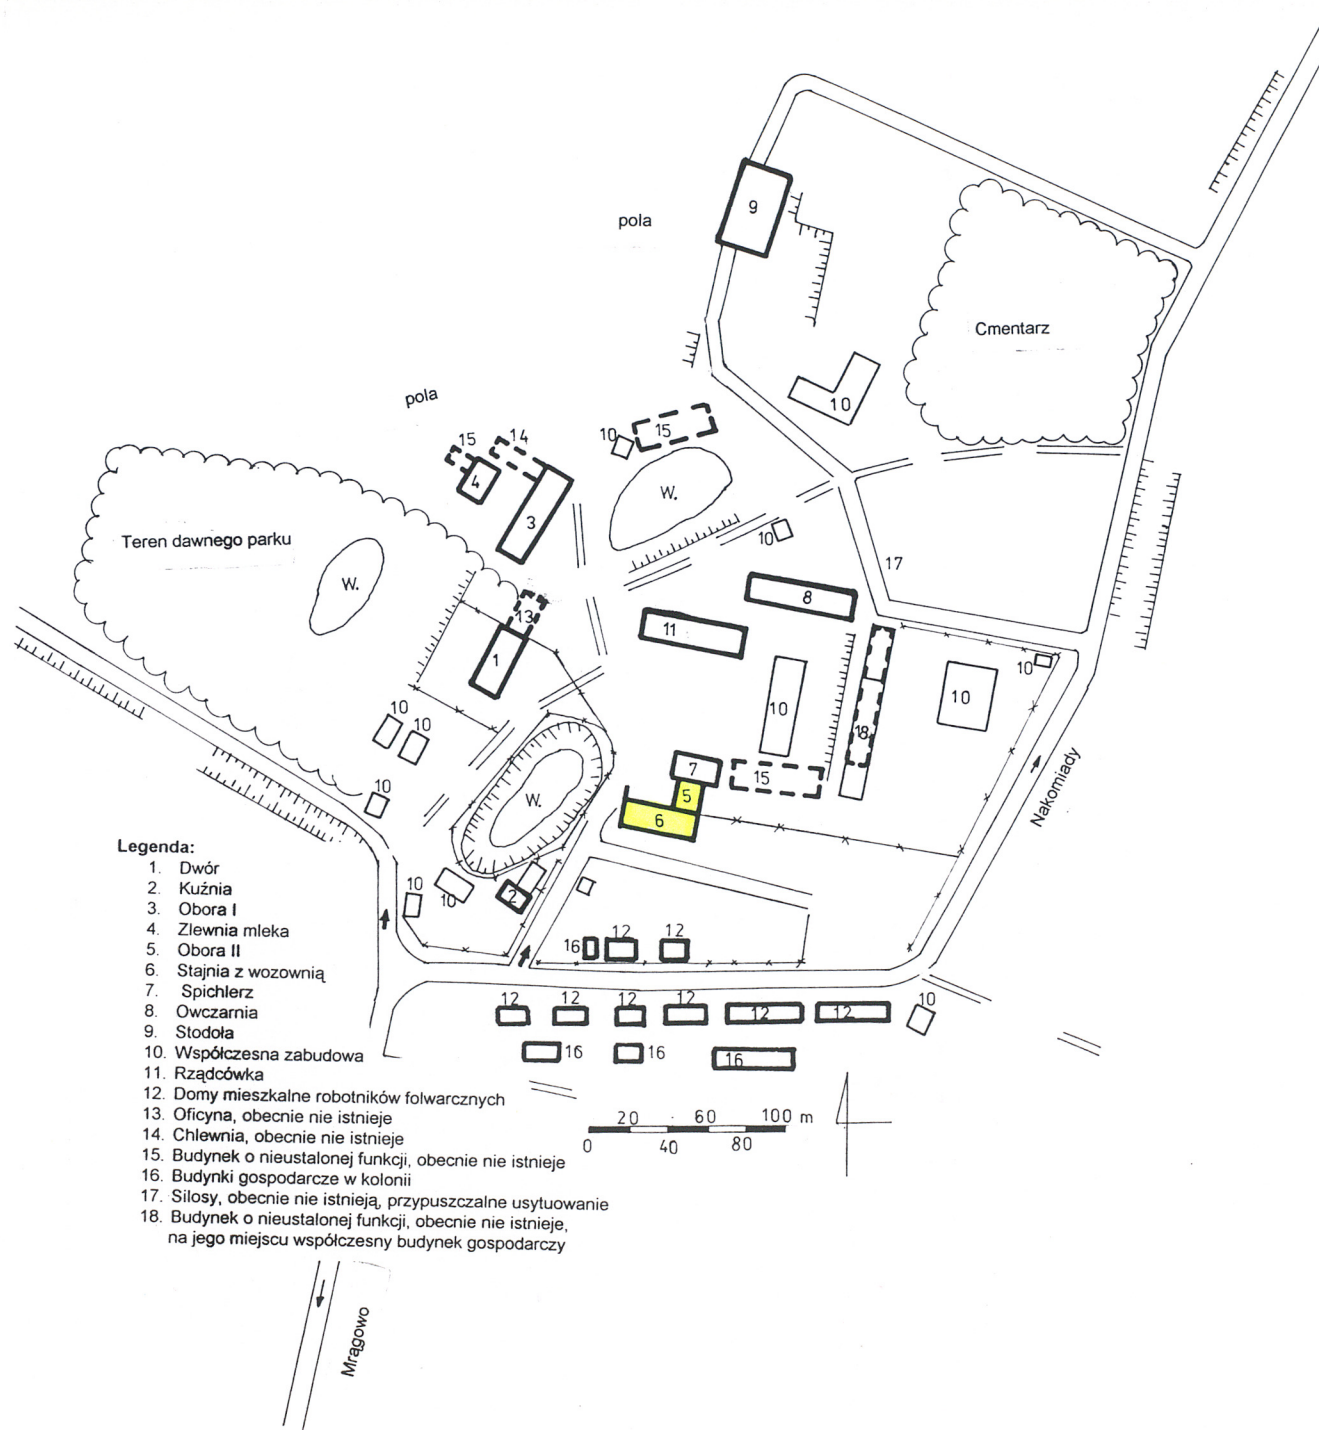 pola
9
Cmentarz
10
pola
15
14
10
15
4
W.
3
10
Teren dawnego parku
W.
17
13
8
11
1
10
10
10
10
10
18
7
15
5
10
W.
6
Nakomiady
Legenda:
1. Dwór
2. Kuźnia
3. Obora I
4. Zlewnia mleka
5. Obora II
6. Stajnia z wozownią
7. Spichlerz
8. Owczarnia
9. Stodoła
10. Współczesna zabudowa
11. Rządcówka
12. Domy mieszkalne robotników folwarcznych
13. Oficyna, obecnie nie istnieje
14. Chlewnia, obecnie nie istnieje
15. Budynek o nieustalonej funkcji, obecnie nie istnieje
16. Budynki gospodarcze w kolonii
17. Silosy, obecnie nie istnieją, przypuszczalne usytuowanie
18. Budynek o nieustalonej funkcji, obecnie nie istnieje,
na jego miejscu współczesny budynek gospodarczy
10
10
2
16
12
12
12
12
12
12
12
12
10
16
16
16
20 60 100 m
0 40 80
Mrągowo